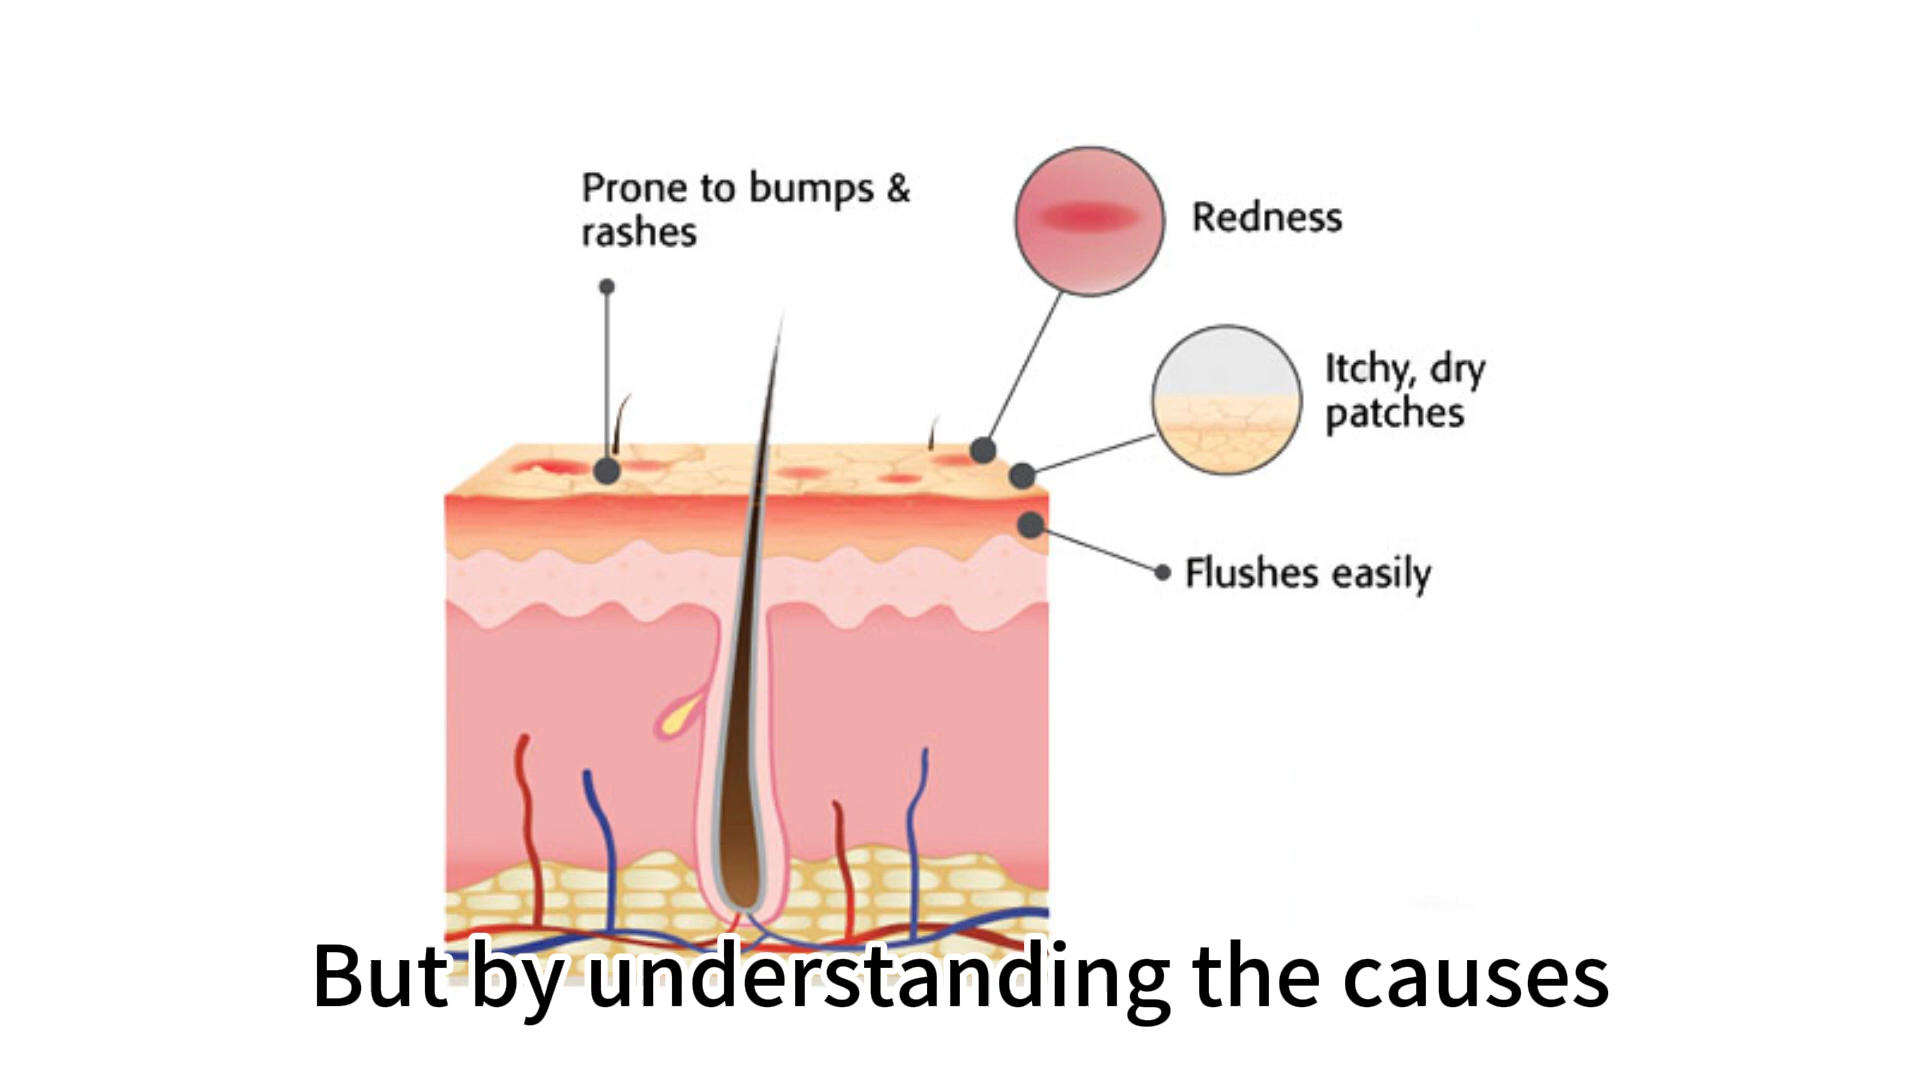 Prone to bumps &
rashes
Redness
Itchy, dry
patches
Flushes easily
But by understanding the causes